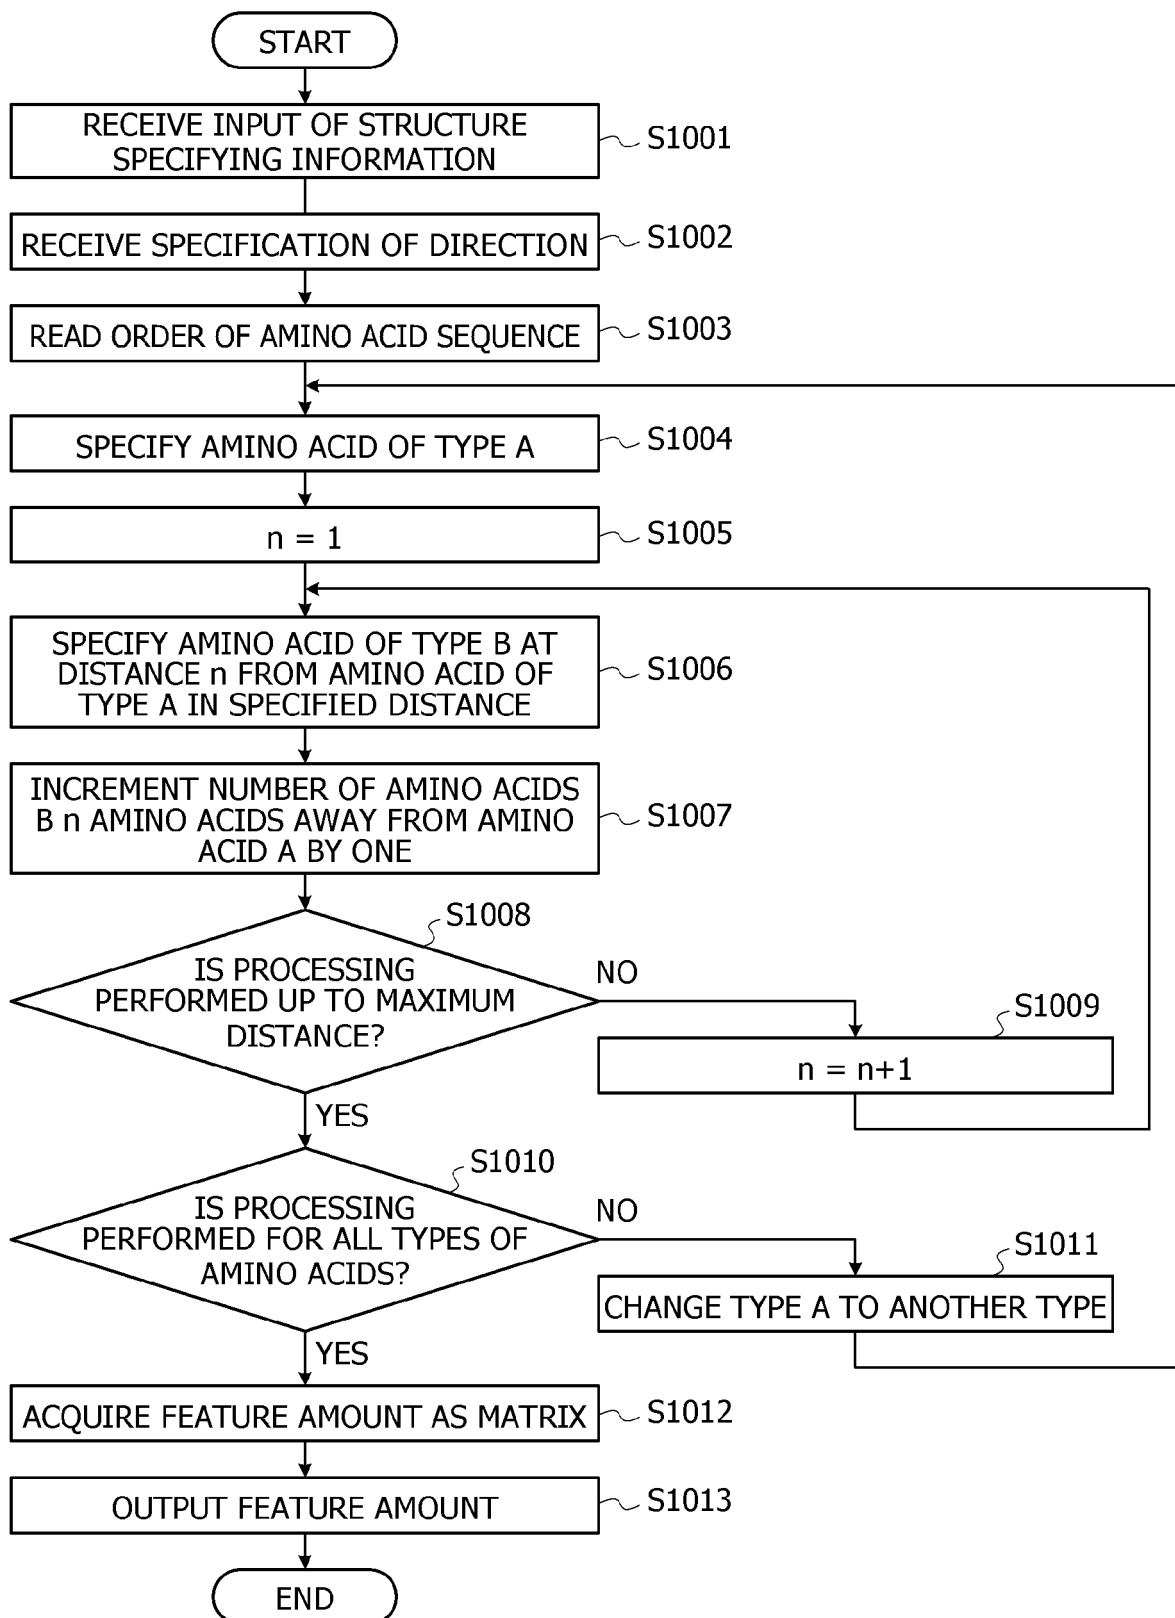 START
RECEIVE INPUT OF STRUCTURE
SPECIFYING INFORMATION
S1001
RECEIVE SPECIFICATION OF DIRECTION
S1002
READ ORDER OF AMINO ACID SEQUENCE
S1003
SPECIFY AMINO ACID OF TYPE A
S1004
n = 1
S1005
SPECIFY AMINO ACID OF TYPE B AT
DISTANCE n FROM AMINO ACID OF
TYPE A IN SPECIFIED DISTANCE
S1006
INCREMENT NUMBER OF AMINO ACIDS
B n AMINO ACIDS AWAY FROM AMINO
ACID A BY ONE
S1007
S1008
IS PROCESSING
PERFORMED UP TO MAXIMUM
DISTANCE?
NO
S1009
n = n+1
YES
S1010
IS PROCESSING
PERFORMED FOR ALL TYPES OF
AMINO ACIDS?
NO
S1011
CHANGE TYPE A TO ANOTHER TYPE
YES
ACQUIRE FEATURE AMOUNT AS MATRIX
S1012
OUTPUT FEATURE AMOUNT
S1013
END